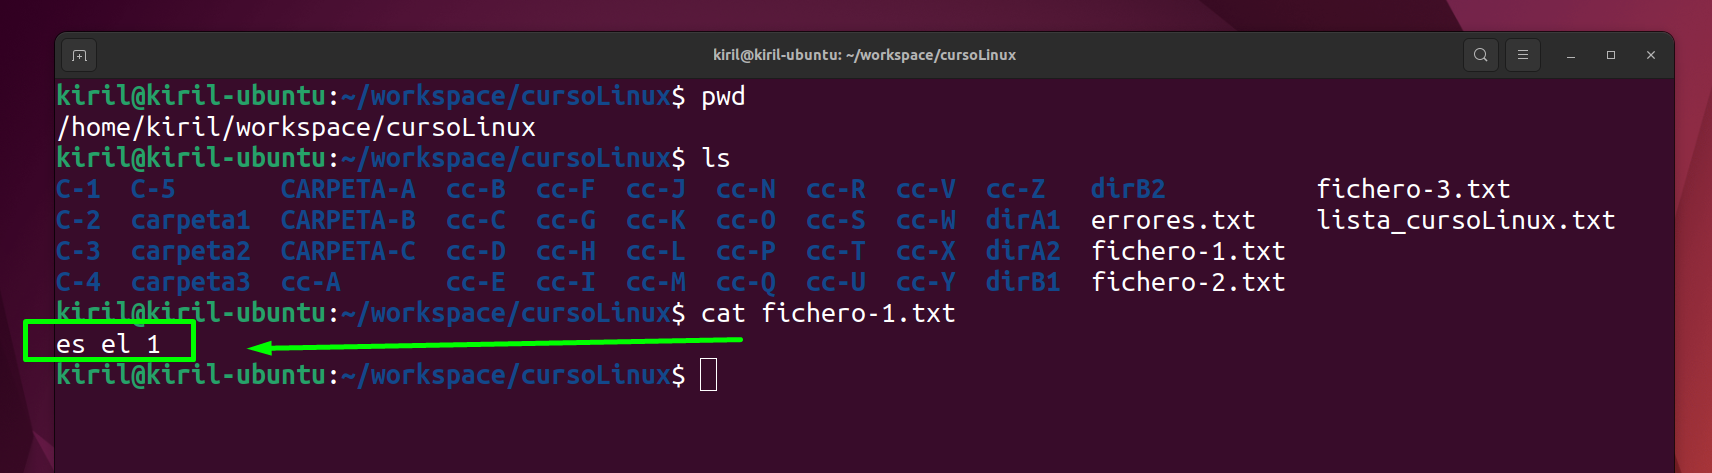 kiril@kiril-ubuntu: ~/workspace/cursoLinux
kiril@kiril-ubuntu:~/workspace/cursoLinux$ pwd
/home/kiril/workspace/cursoLinux
kiril@kiril-ubuntu:~/workspace/cursoLinux$ ls
C-1 C-5 CARPETA-A cc-B cc-F cc-J cc-N cc-R cc-V cc-Z dirB2 fichero-3.txt
C-2 carpeta1 CARPETA-B cc-C cc-G cc-K cc-O cc-S cc-W dirA1 errores.txt lista_cursoLinux.txt
C-3 carpeta2 CARPETA-C cc-D cc-H cc-L cc-P cc-T cc-X dirA2 fichero-1.txt
C-4 carpeta3 cc-A cc-E cc-I cc-M cc-Q cc-U cc-Y dirB1 fichero-2.txt
kiril@kiril-ubuntu:~/workspace/cursoLinux$ cat fichero-1.txt
es el 1
kiril@kiril-ubuntu:~/workspace/cursoLinux$